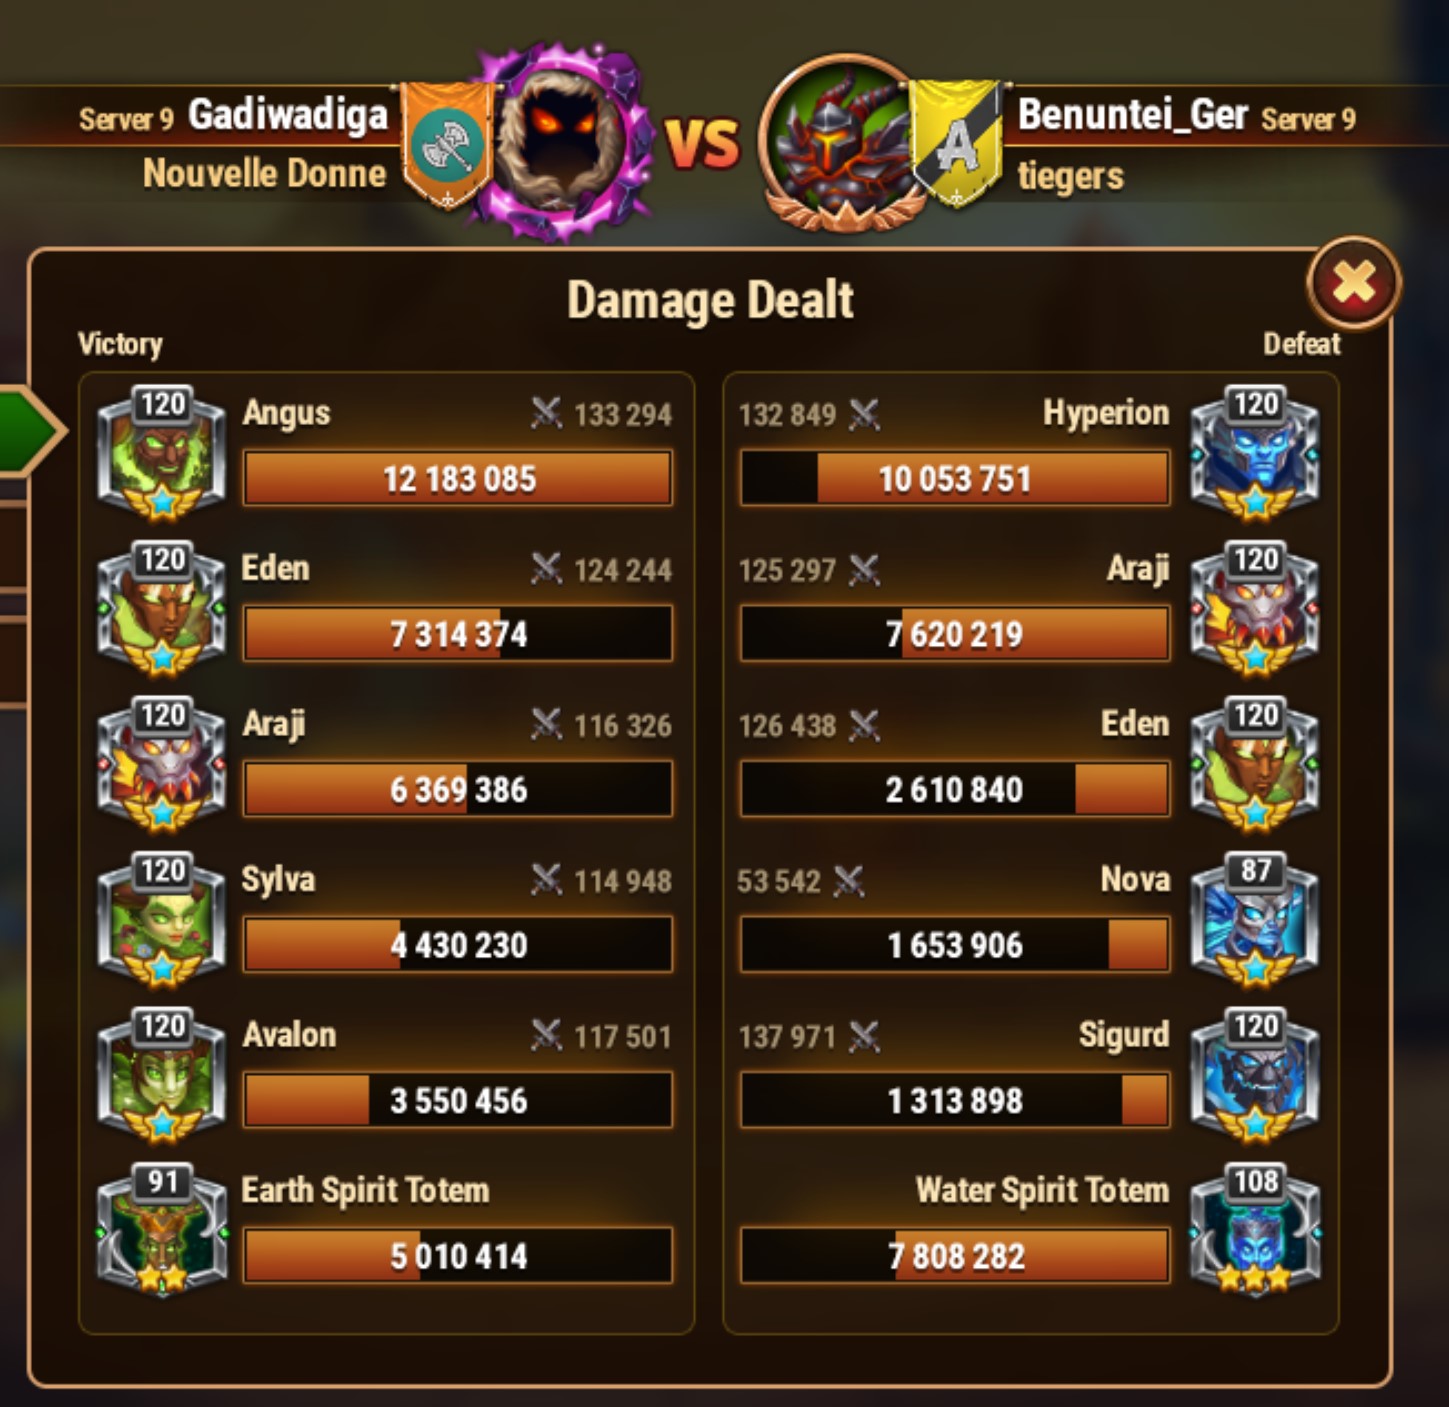 Server 9 Gadiwadiga
Nouvelle Donne
VS
A
Benuntei_Ger Server 9
tiegers
Damage Dealt
Victory
Defeat
120
Angus
133 294
12 183 085
120
Eden
124 244
7 314 374
120
Araji
116 326
6 369 386
120
Sylva
114 948
4 430 230
120
Avalon
117 501
3 550 456
91
Earth Spirit Totem
5 010 414
132 849
Hyperion
120
10 053 751
125 297
Araji
120
7 620 219
126 438
Eden
120
2 610 840
53 542
Nova
87
1 653 906
137 971
Sigurd
120
1 313 898
Water Spirit Totem
108
7 808 282